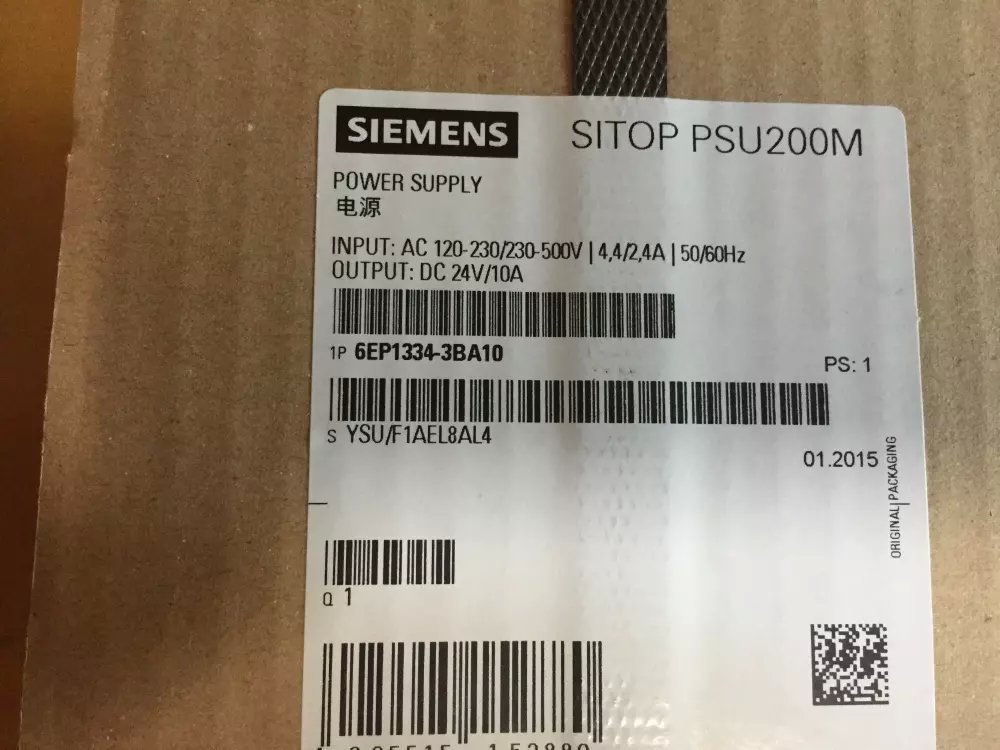 SIEMENS
SITOP PSU200M
POWER SUPPLY
电源
INPUT: AC 120-230/230-500V | 4,4/2,4A | 50/60Hz
OUTPUT: DC 24V/10A
1P 6EP1334-3BA10
PS: 1
S YSU/F1AEL8AL4
01.2015
ORIGINAL PACKAGING
Q 1